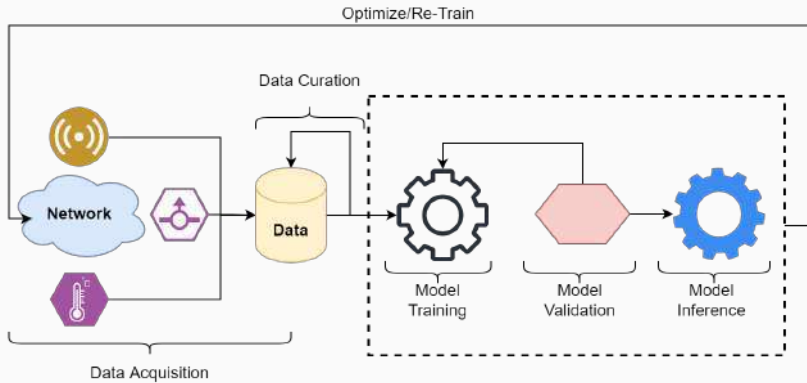 Optimize/Re-Train
Data Curation
Network
Data
°C
Model
Training
Model
Validation
Model
Inference
Data Acquisition